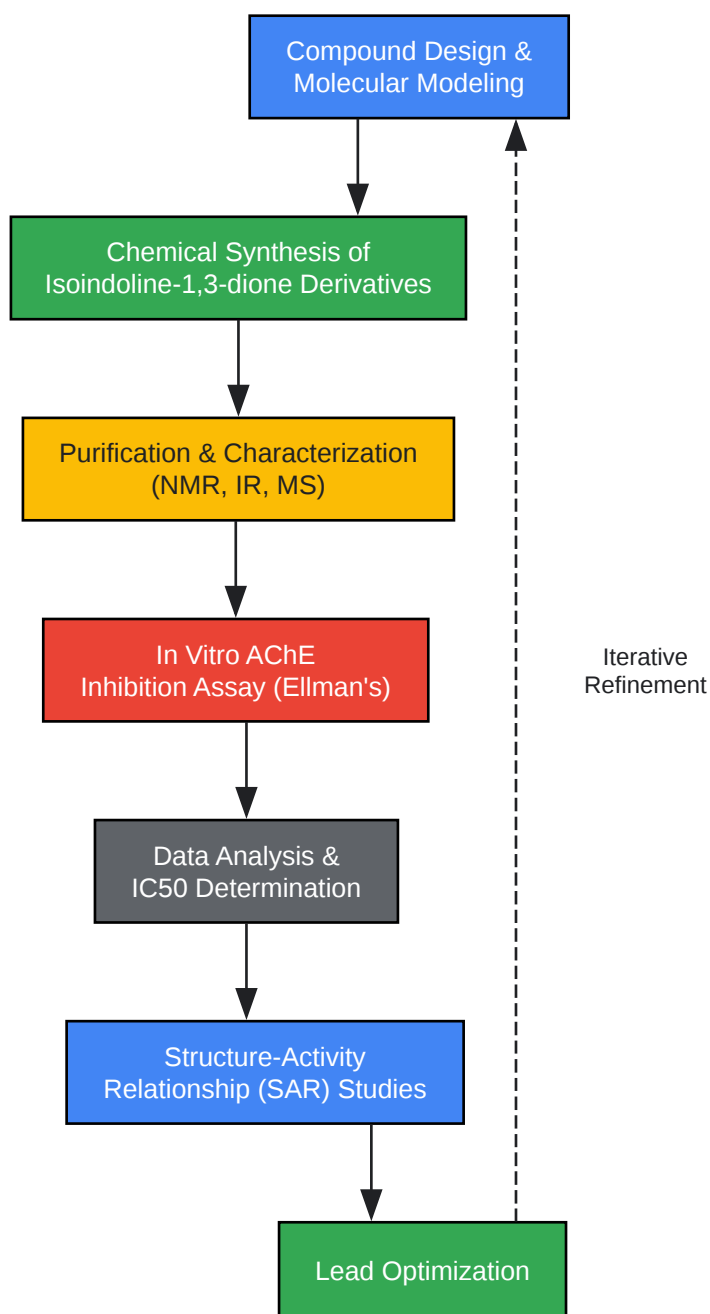 Compound Design &
Molecular Modeling
Chemical Synthesis of
Isoindoline-1,3-dione Derivatives
Purification & Characterization
(NMR, IR, MS)
In Vitro AChE
Inhibition Assay (Ellman's)
Iterative
Refinement
Data Analysis &
IC50 Determination
Structure-Activity
Relationship (SAR) Studies
Lead Optimization